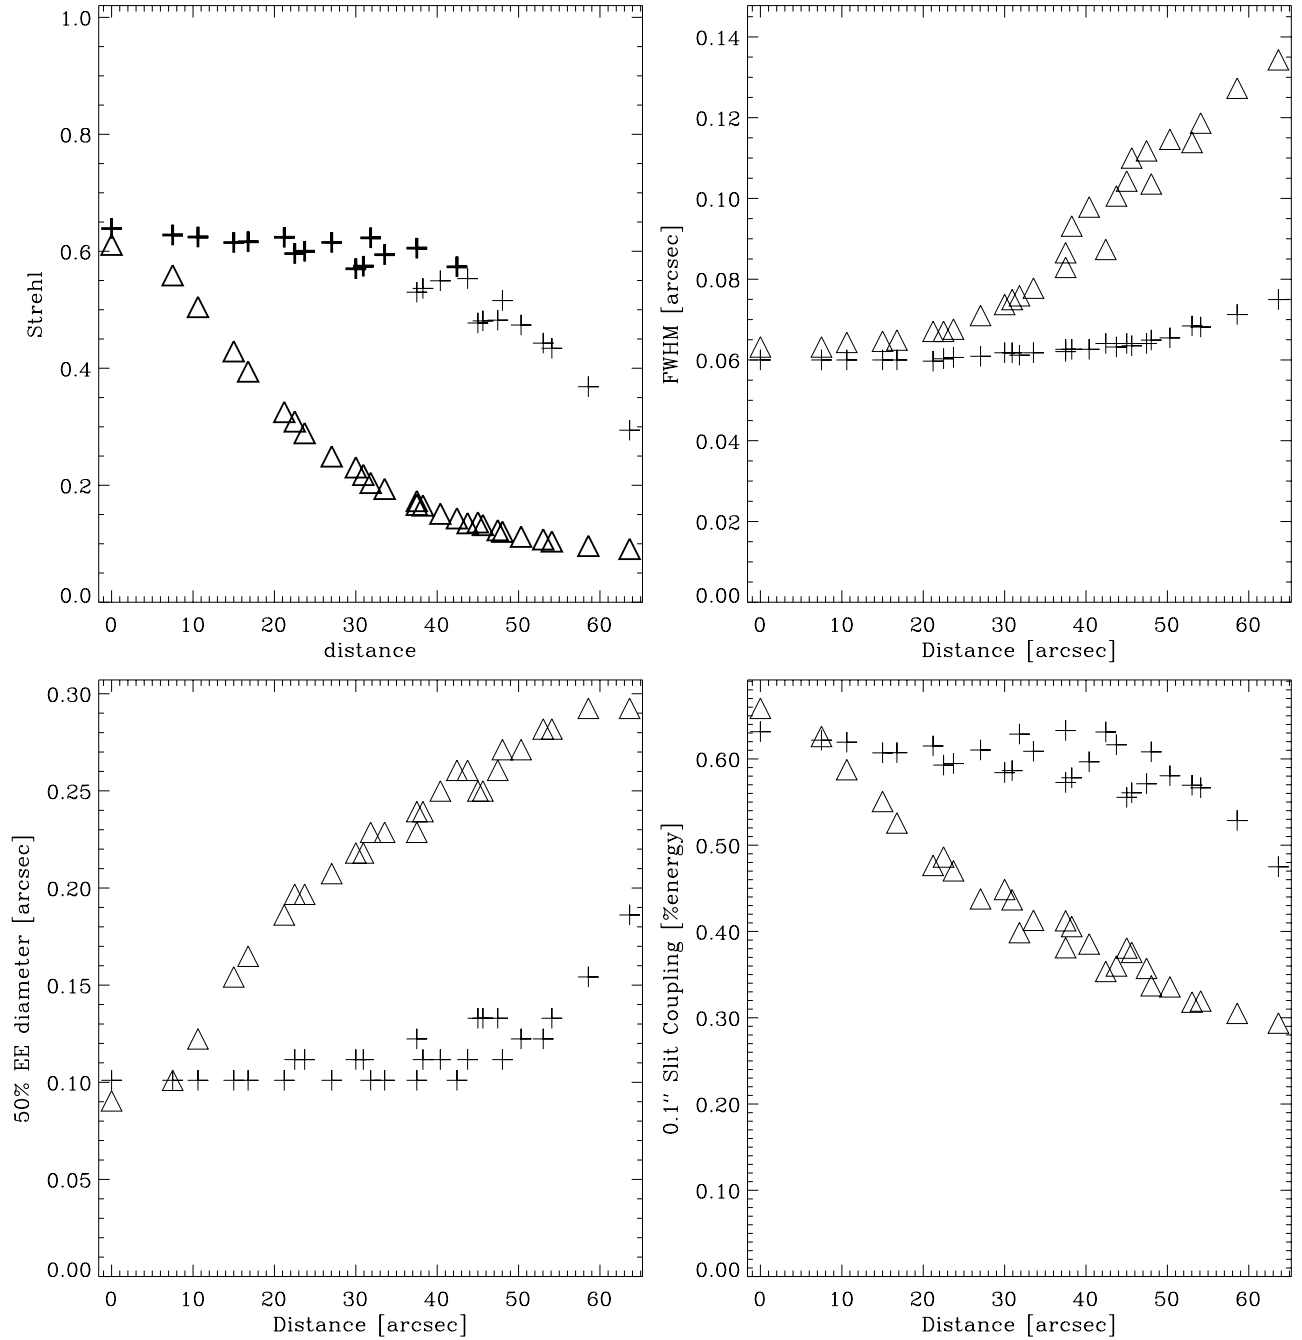 1.0
0.8
0.6
0.4
0.2
0.0
Strehl
0 10 20 30 40 50 60
distance
0.14
0.12
0.10
0.08
0.06
0.04
0.02
0.00
FWHM [arcsec]
0 10 20 30 40 50 60
Distance [arcsec]
0.30
0.25
0.20
0.15
0.10
0.05
0.00
50% EE diameter [arcsec]
0 10 20 30 40 50 60
Distance [arcsec]
0.60
0.50
0.40
0.30
0.20
0.10
0.00
0.1" Slit Coupling [%energy]
0 10 20 30 40 50 60
Distance [arcsec]